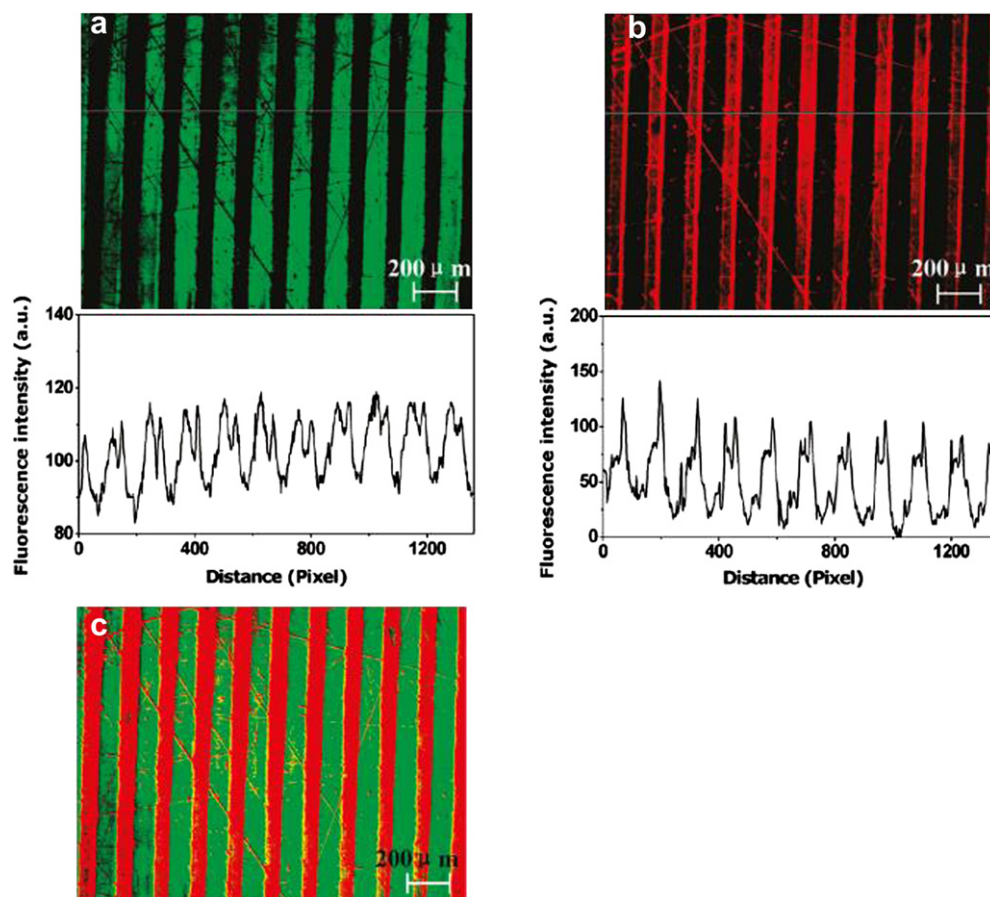 a
200 μ m
140
120
100
80
Fluorescence intensity (a.u.)
0 400 800 1200
Distance (Pixel)
b
200 μ m
200
150
100
50
0
Fluorescence intensity (a.u.)
0 400 800 1200
Distance (Pixel)
c
200 μ m